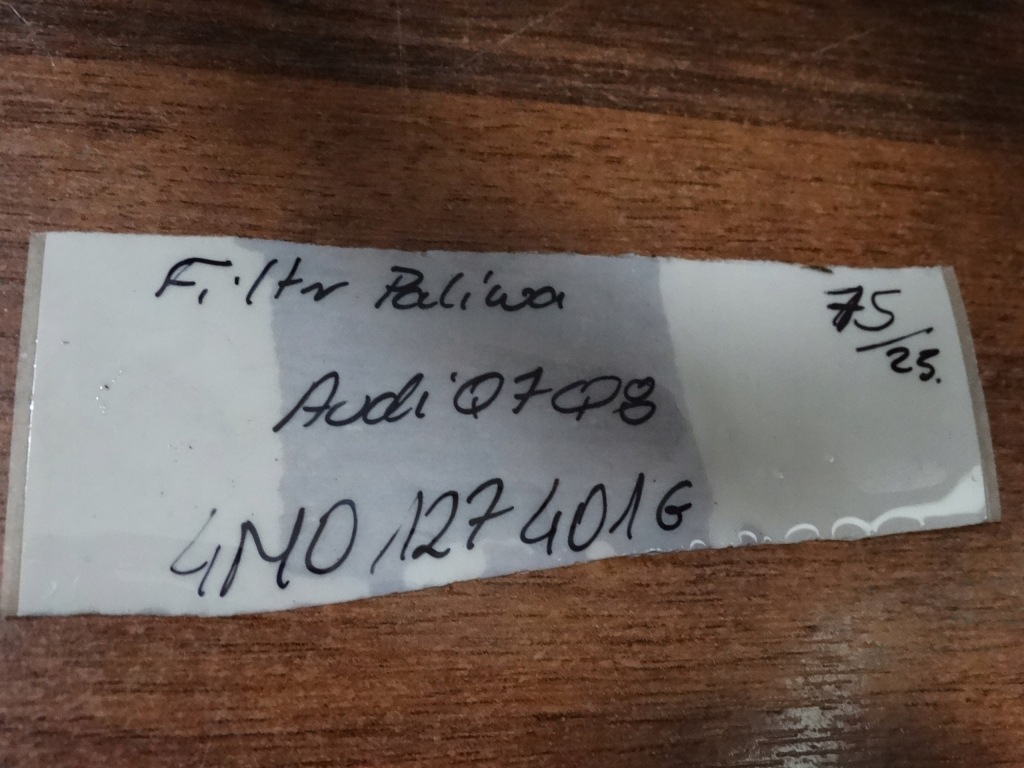 Filtr Paliwa
75/25.
Audi Q7 Q8
4M0 127 401 G